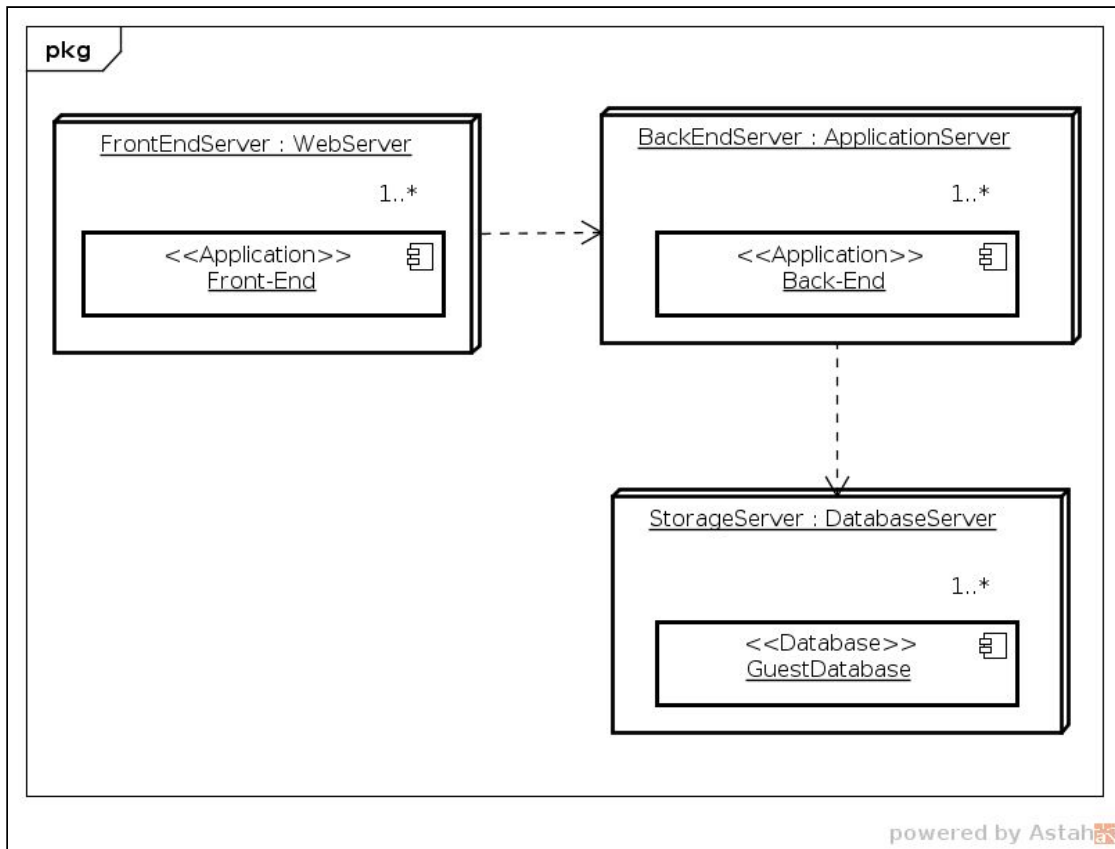 pkg
FrontEndServer : WebServer
1..*
<<Application>>
Front-End
BackEndServer : ApplicationServer
1..*
<<Application>>
Back-End
StorageServer : DatabaseServer
1..*
<<Database>>
GuestDatabase
powered by Astah